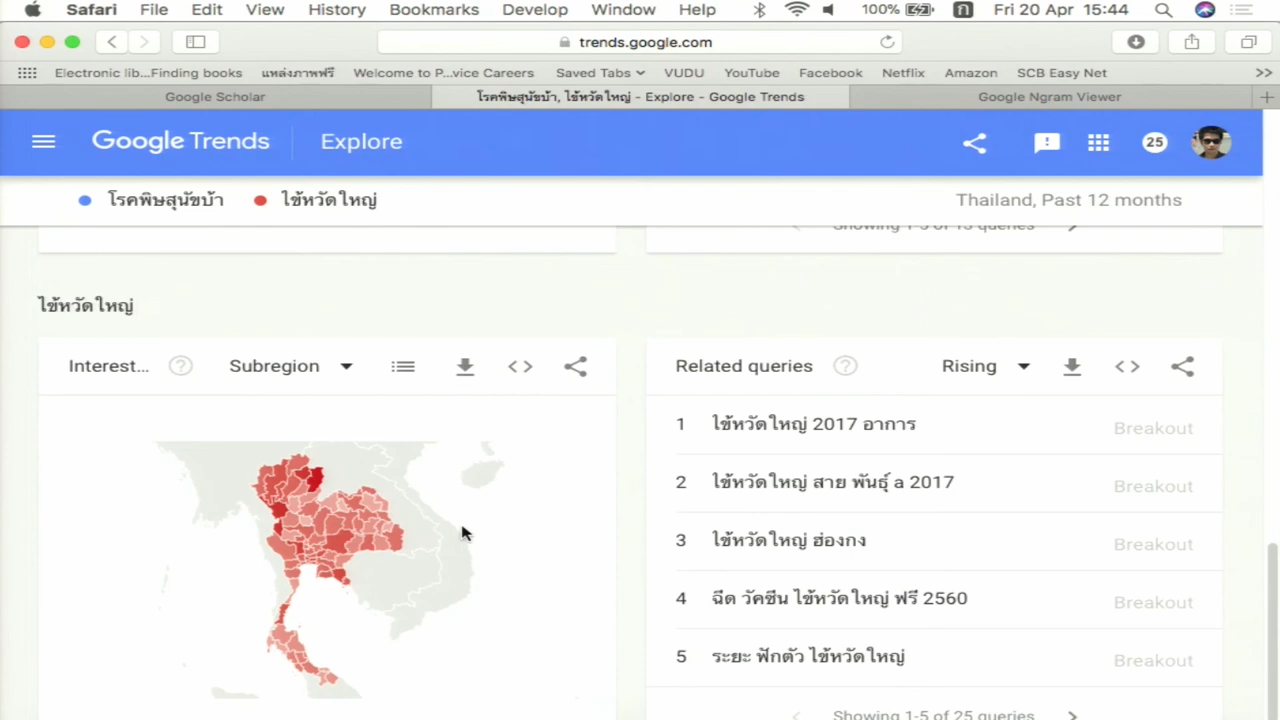 Safari File Edit View History Bookmarks Develop Window Help 100% ก Fri 20 Apr 15:44
trends.google.com
Electronic lib...Finding books แหล่งภาพฟรี Welcome to P...vice Careers Saved Tabs VUDU YouTube Facebook Netflix Amazon SCB Easy Net >>
Google Scholar โรคพิษสุนัขบ้า, ไข้หวัดใหญ่ - Explore - Google Trends Google Ngram Viewer +
Google Trends Explore 25
โรคพิษสุนัขบ้า ไข้หวัดใหญ่ Thailand, Past 12 months
Showing 1-5 of 13 queries
ไข้หวัดใหญ่
Interest... ? Subregion <> Related queries ? Rising <>
1 ไข้หวัดใหญ่ 2017 อาการ Breakout
2 ไข้หวัดใหญ่ สาย พันธุ์ a 2017 Breakout
3 ไข้หวัดใหญ่ ฮ่องกง Breakout
4 ฉีด วัคซีน ไข้หวัดใหญ่ ฟรี 2560 Breakout
5 ระยะ ฟักตัว ไข้หวัดใหญ่ Breakout
Showing 1-5 of 25 queries